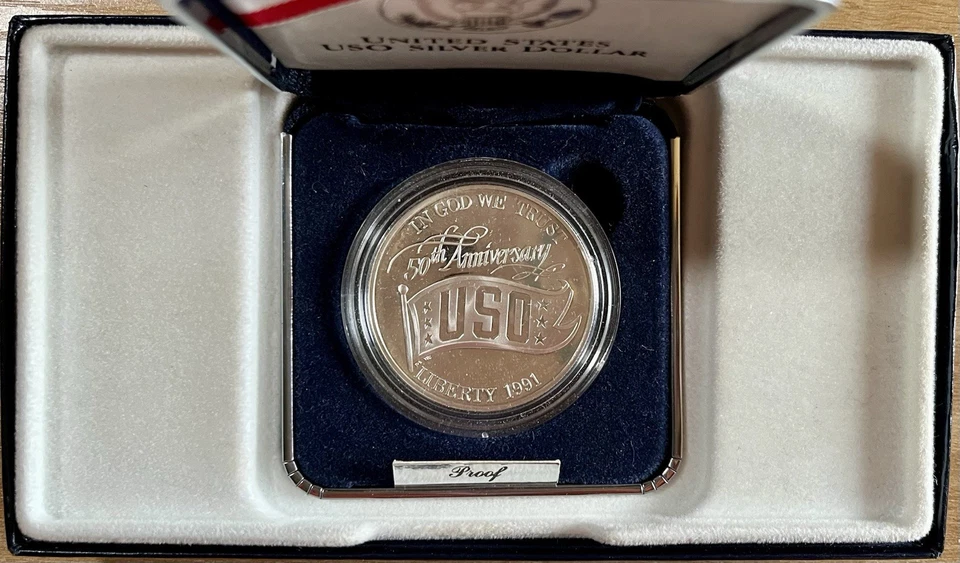 UNITED STATES
USO SILVER DOLLAR
IN GOD WE TRUST
50th Anniversary
USO
LIBERTY 1991
Proof